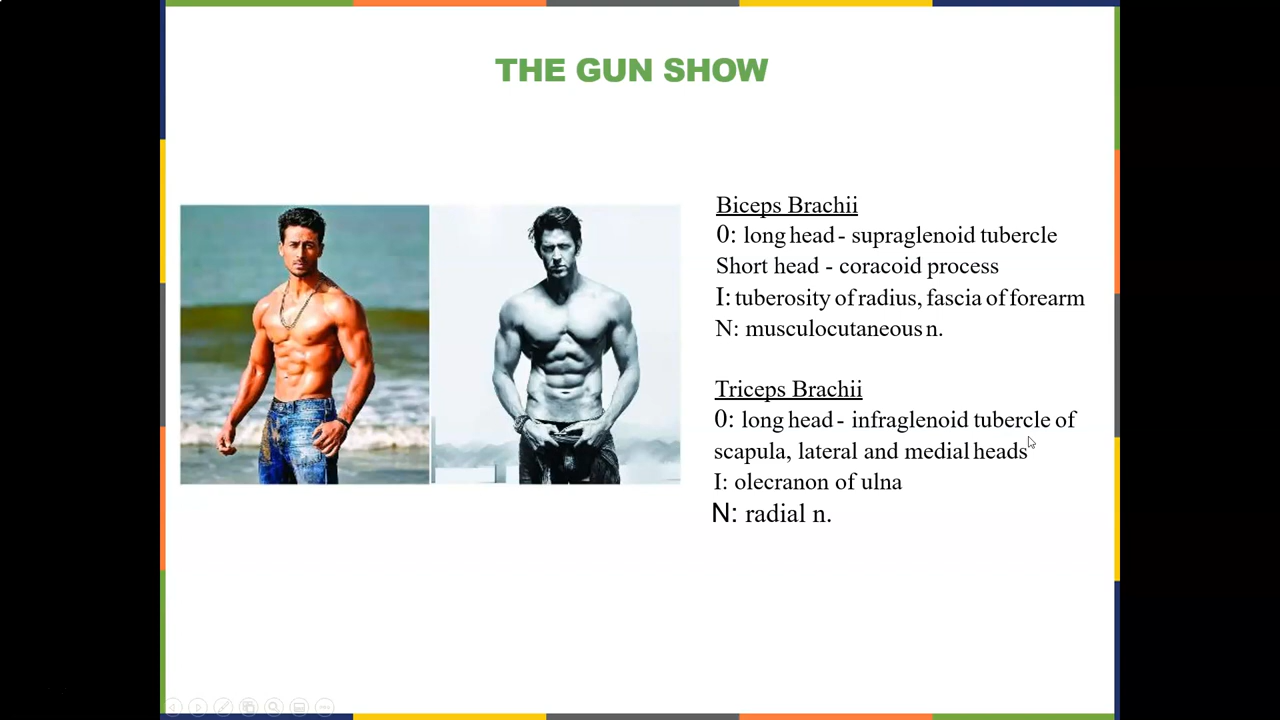 THE GUN SHOW
Biceps Brachii
0: long head - supraglenoid tubercle
Short head - coracoid process
I: tuberosity of radius, fascia of forearm
N: musculocutaneous n.
Triceps Brachii
0: long head - infraglenoid tubercle of
scapula, lateral and medial heads
I: olecranon of ulna
N: radial n.